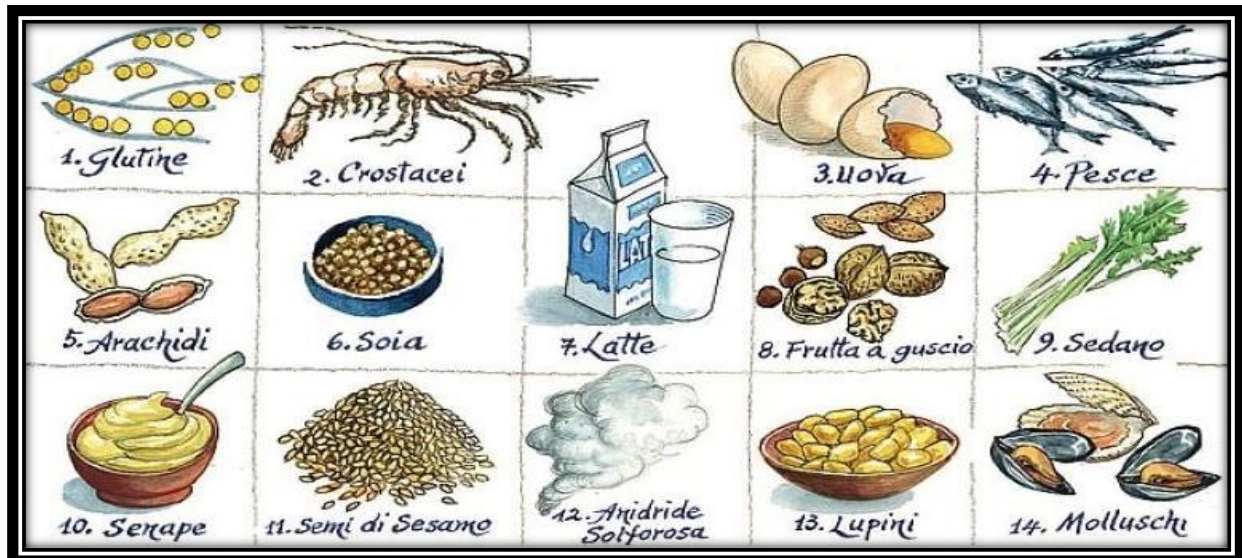 1. Glutine
2. Crostacei
3. Uova
4. Pesce
5. Arachidi
6. Soia
LAT
7. Latte
8. Frutta a guscio
9. Sedano
10. Senape
11. Semi di Sesamo
12. Anidride
Solforosa
13. Lupini
14. Molluschi